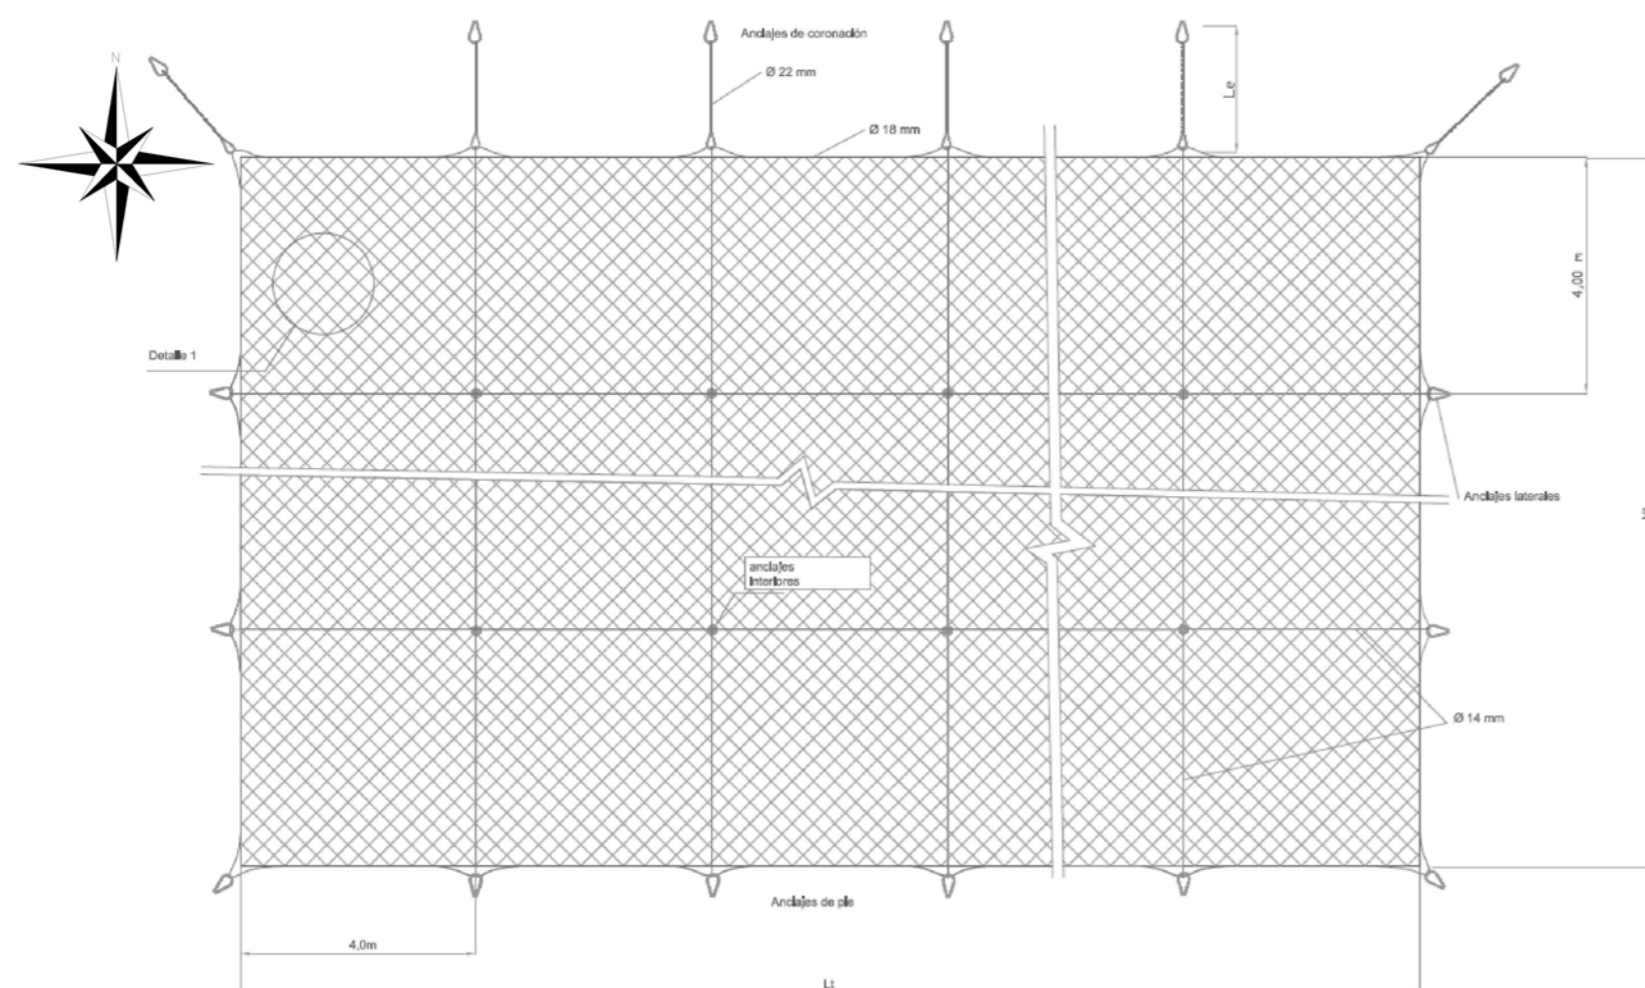 N
Anclajes de coronación
Ø 22 mm
Le
Ø 18 mm
4,00 m
Detalle 1
Anclajes laterales
anclajes
Interiores
Ø 14 mm
Anclajes de pie
4,0m
Lt